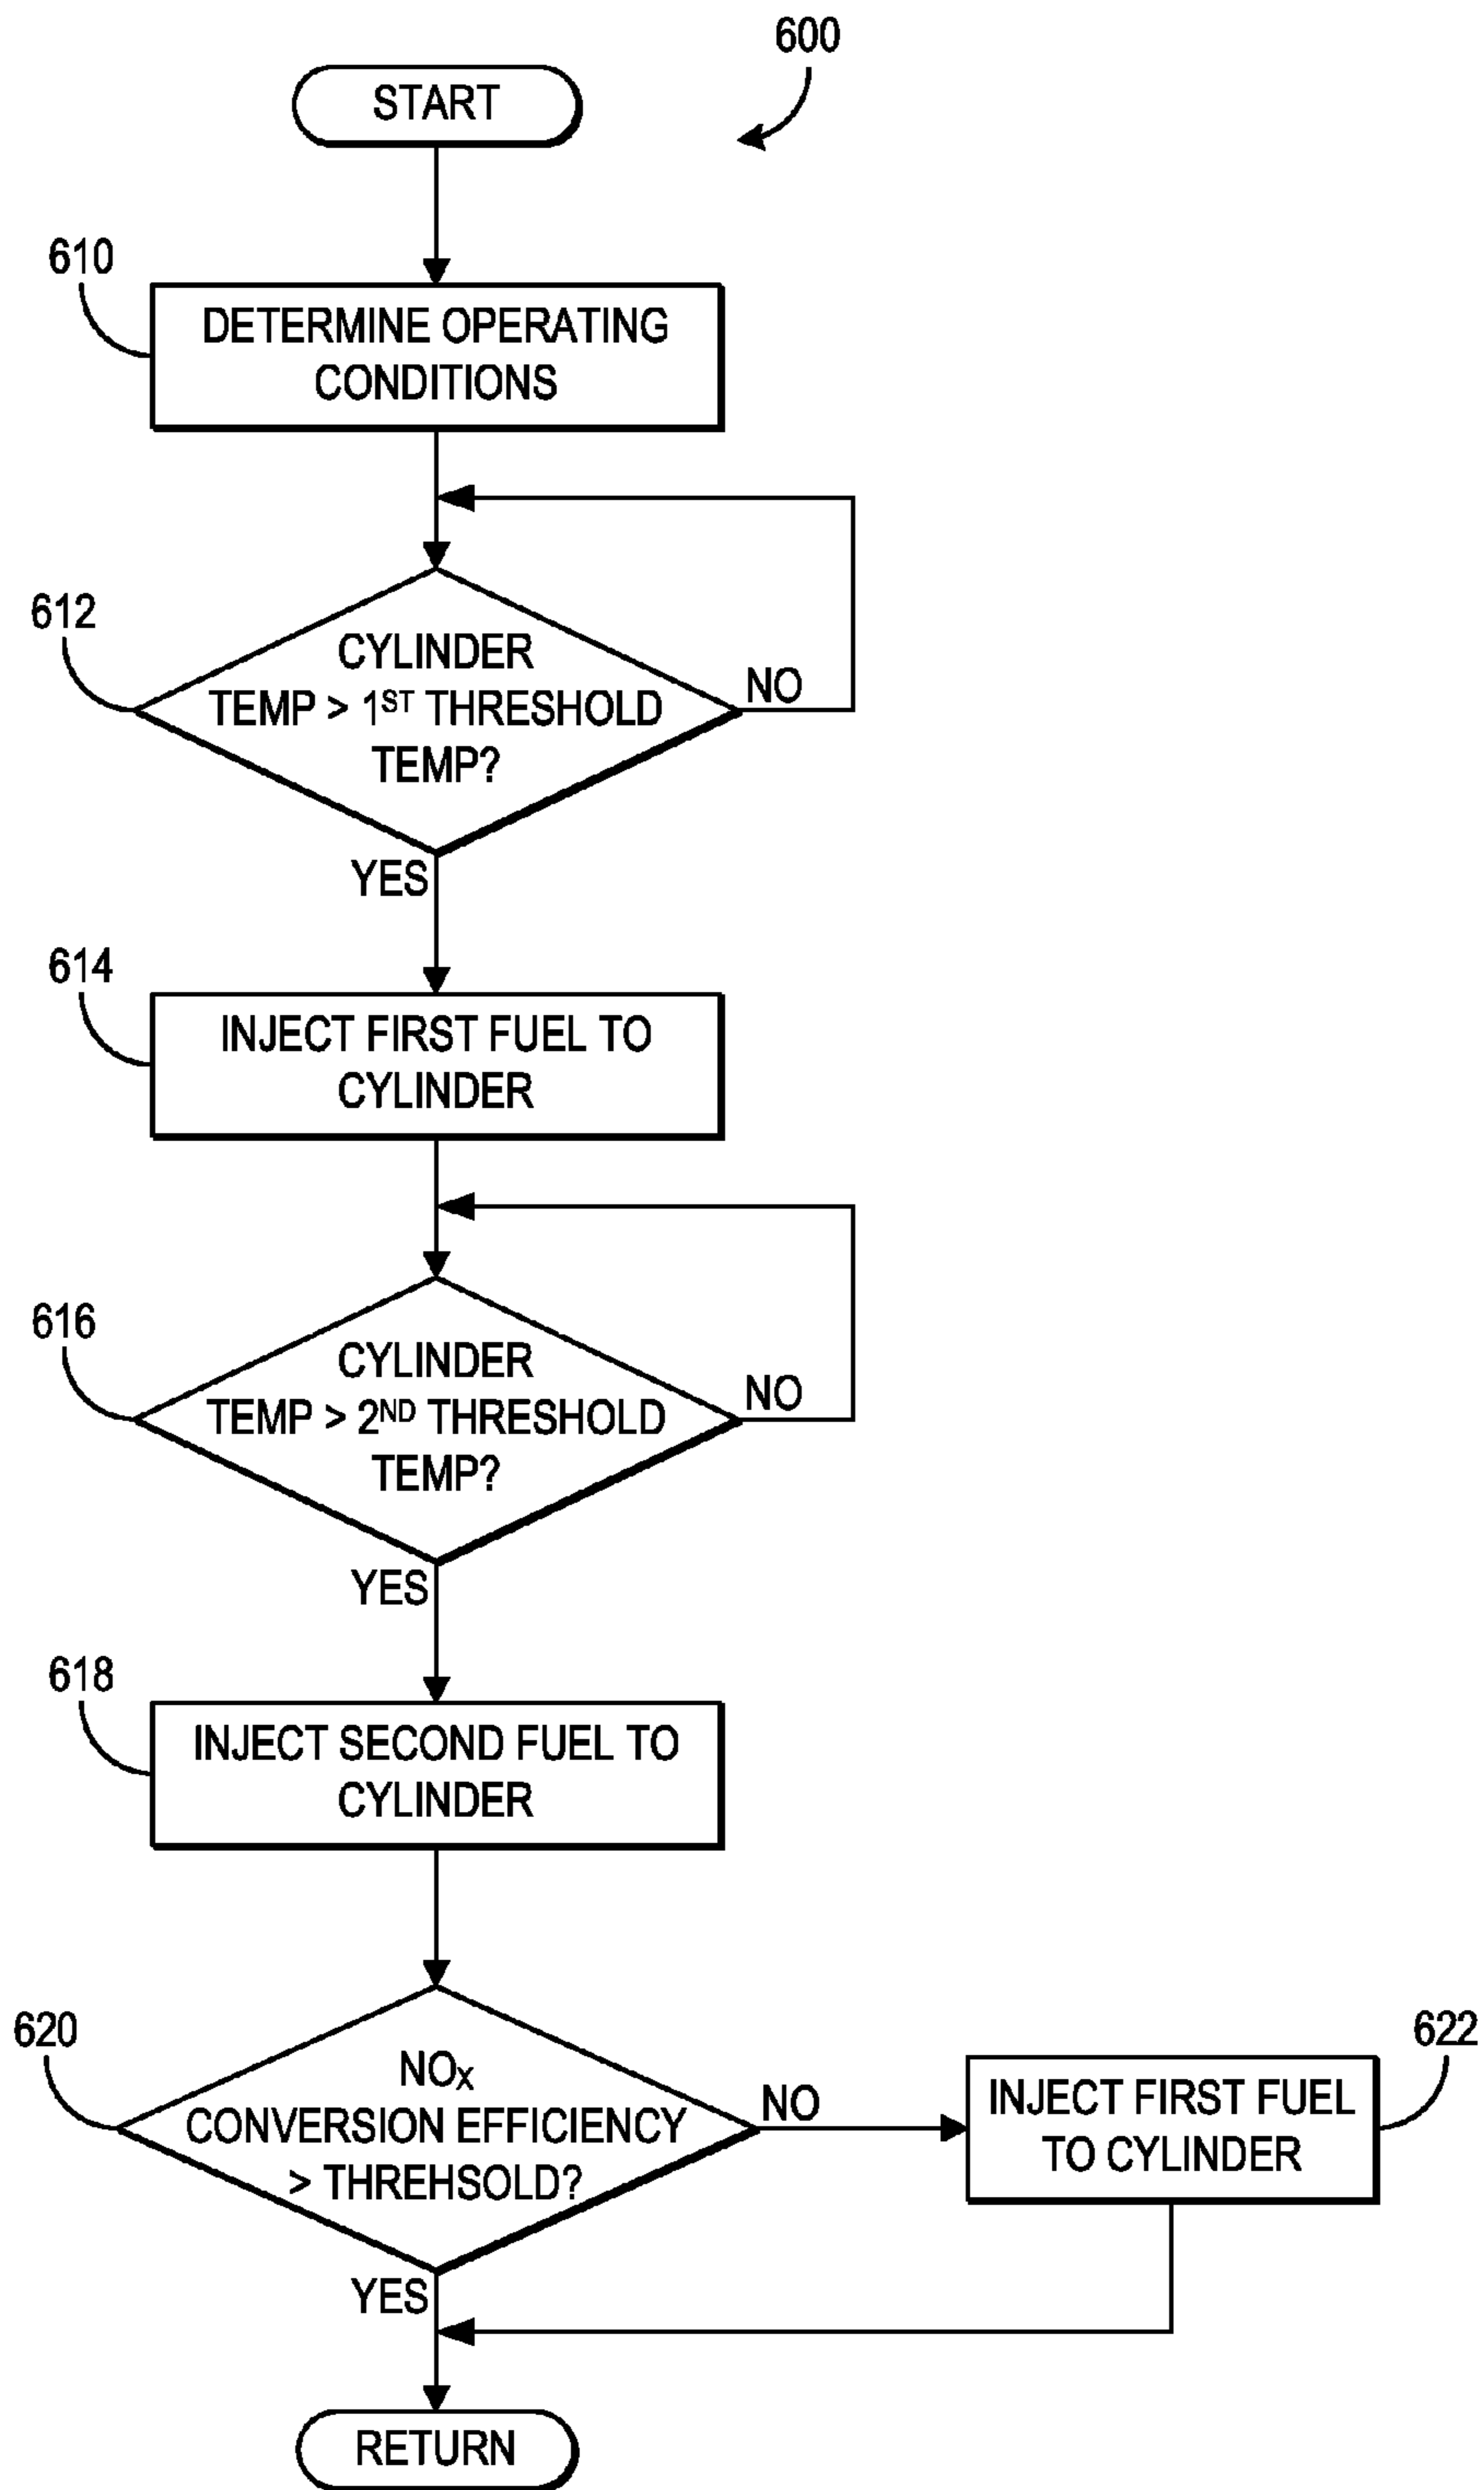 600
START
610
DETERMINE OPERATING
CONDITIONS
612
CYLINDER
TEMP > 1ST THRESHOLD
TEMP?
NO
YES
614
INJECT FIRST FUEL TO
CYLINDER
616
CYLINDER
TEMP > 2ND THRESHOLD
TEMP?
NO
YES
618
INJECT SECOND FUEL TO
CYLINDER
620
NOX
CONVERSION EFFICIENCY
> THREHSOLD?
NO
YES
622
INJECT FIRST FUEL
TO CYLINDER
RETURN